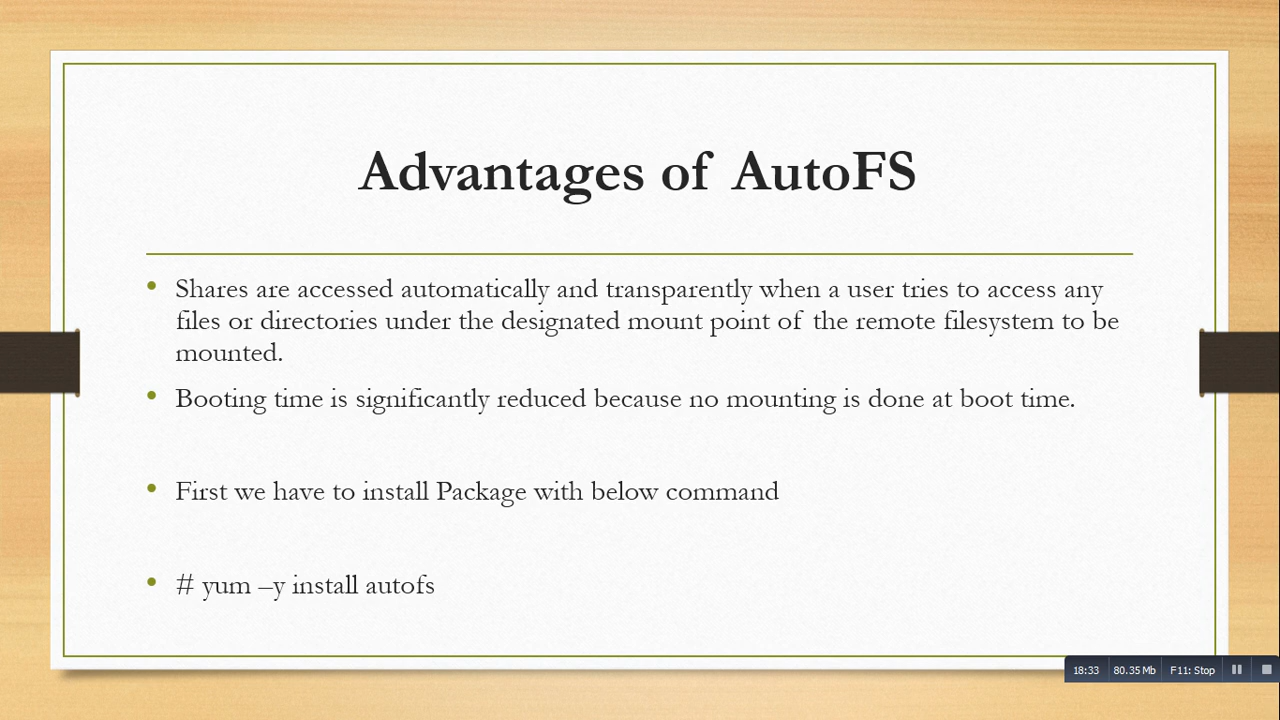 Advantages of AutoFS
• Shares are accessed automatically and transparently when a user tries to access any
files or directories under the designated mount point of the remote filesystem to be
mounted.
• Booting time is significantly reduced because no mounting is done at boot time.
• First we have to install Package with below command
• # yum –y install autofs
18:33 80.35 Mb F11: Stop